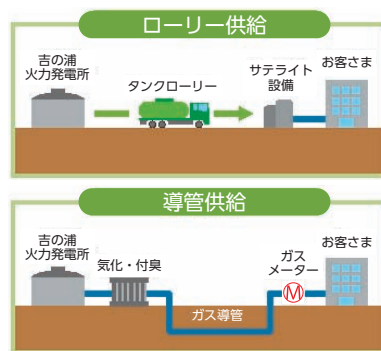 ローリー供給
吉の浦
火力発電所
タンクローリー
サテライト
設備
お客さま
導管供給
吉の浦
火力発電所
気化・付臭
ガス導管
ガス
メーター
M
お客さま